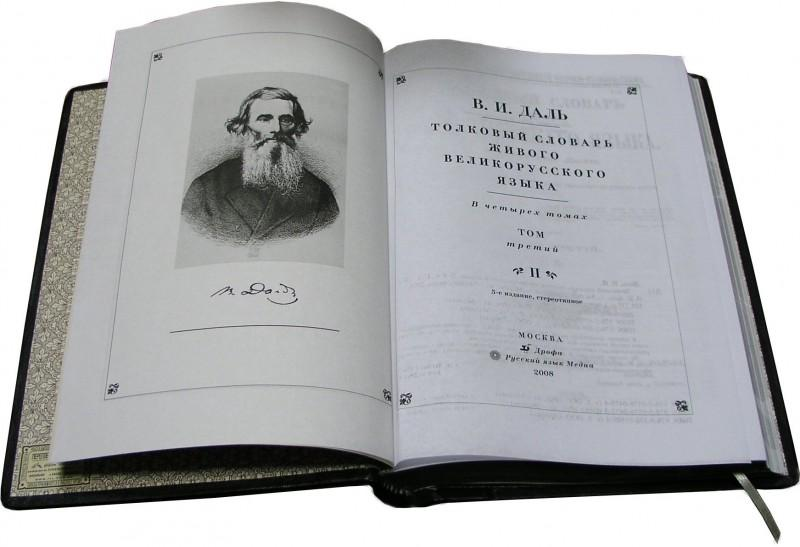 В. И. ДАЛЬ
ТОЛКОВЫЙ СЛОВАРЬ
ЖИВОГО
ВЕЛИКОРУССКОГО
ЯЗЫКА
В четырех томах
ТОМ
третий
П
5-е издание, стереотипное
МОСКВА
Дрофа
Русский язык Медиа
2008